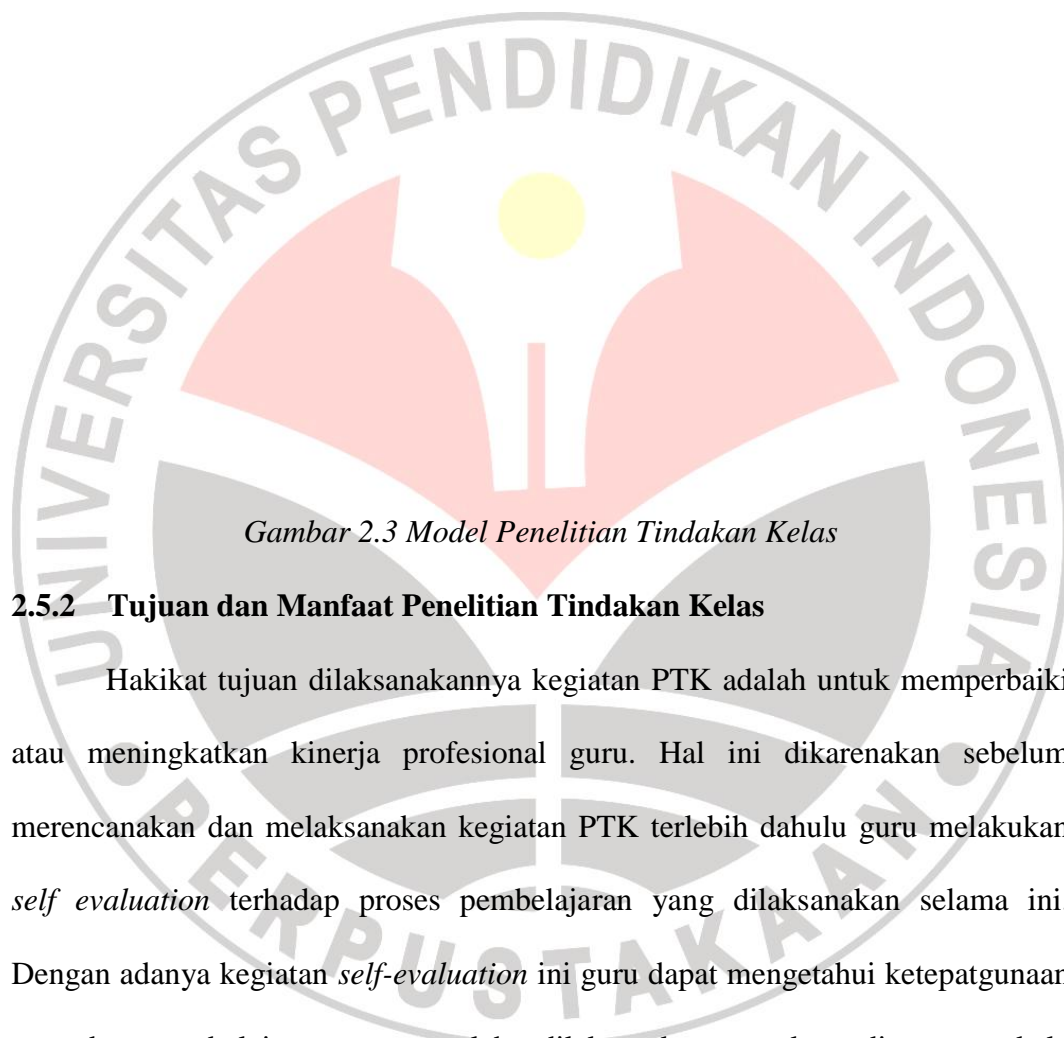 UNIVERSITAS PENDIDIKAN INDONESIA
Gambar 2.3 Model Penelitian Tindakan Kelas
2.5.2 Tujuan dan Manfaat Penelitian Tindakan Kelas
Hakikat tujuan dilaksanakannya kegiatan PTK adalah untuk memperbaiki
atau meningkatkan kinerja profesional guru. Hal ini dikarenakan sebelum
merencanakan dan melaksanakan kegiatan PTK terlebih dahulu guru melakukan
self evaluation terhadap proses pembelajaran yang dilaksanakan selama ini
Dengan adanya kegiatan self-evaluation ini guru dapat mengetahui ketepatgunaan
PERPUSTAKAAN